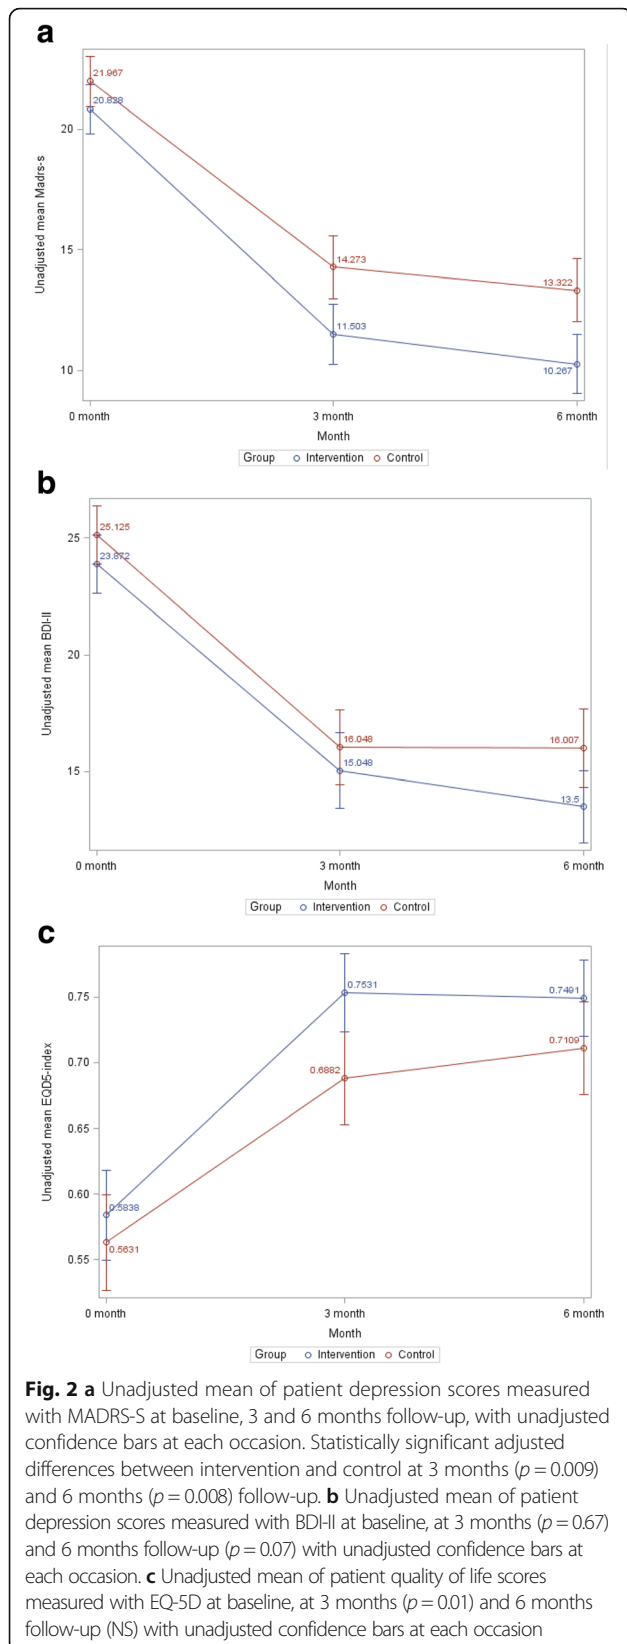 a
21.967
20.828
20
Unadjusted mean Madrs-s
15
14.273
13.322
11.503
10.267
10
0 month 3 month 6 month
Month
Group Intervention Control
b
25.125
25
23.872
Unadjusted mean BDI-II
20
16.048
16.007
15.048
15
13.5
0 month 3 month 6 month
Month
Group Intervention Control
c
0.7531
0.7491
0.75
0.7109
0.70
0.6882
Unadjusted mean EQD5-index
0.65
0.60
0.5838
0.5631
0.55
0 month 3 month 6 month
Month
Group Intervention Control
Fig. 2 a Unadjusted mean of patient depression scores measured
with MADRS-S at baseline, 3 and 6 months follow-up, with unadjusted
confidence bars at each occasion. Statistically significant adjusted
differences between intervention and control at 3 months (p = 0.009)
and 6 months (p = 0.008) follow-up. b Unadjusted mean of patient
depression scores measured with BDI-II at baseline, at 3 months (p = 0.67)
and 6 months follow-up (p = 0.07) with unadjusted confidence bars at
each occasion. c Unadjusted mean of patient quality of life scores
measured with EQ-5D at baseline, at 3 months (p = 0.01) and 6 months
follow-up (NS) with unadjusted confidence bars at each occasion